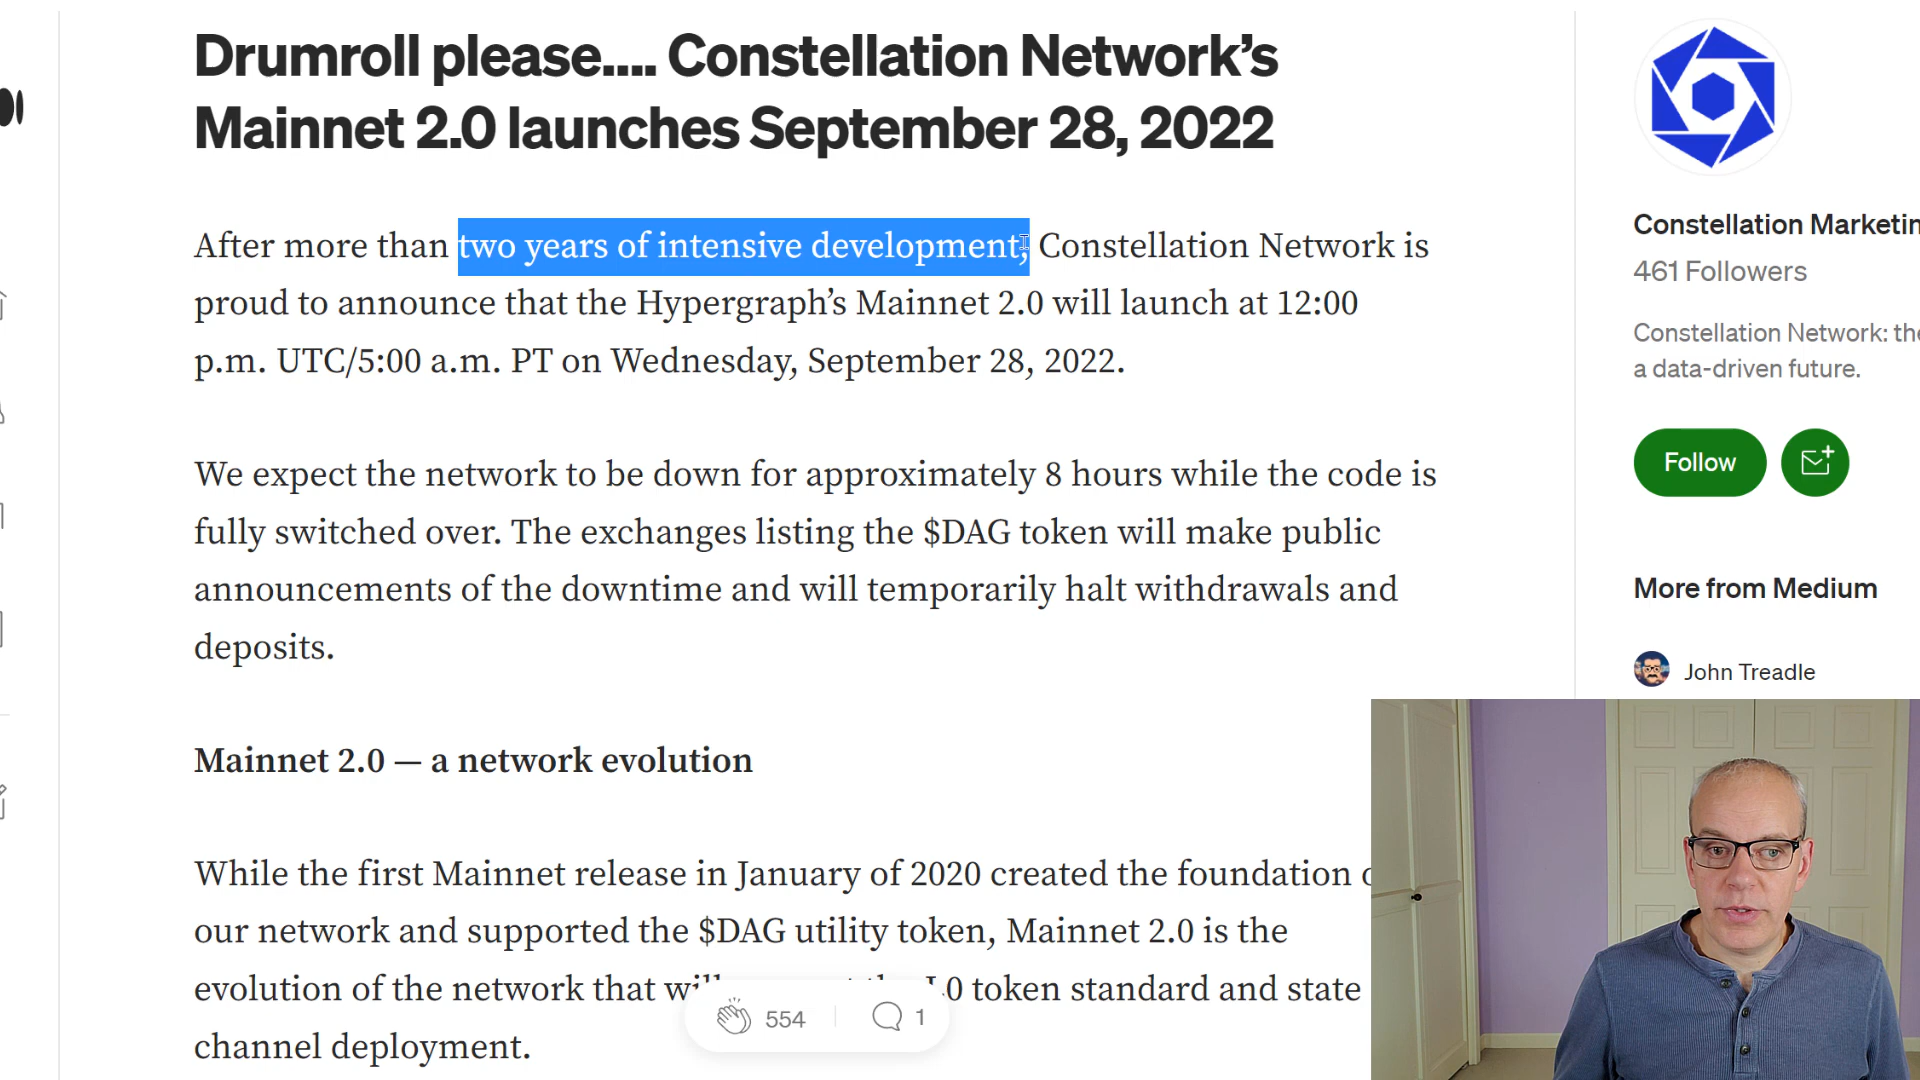 Drumroll please.... Constellation Network's
Mainnet 2.0 launches September 28, 2022
After more than two years of intensive development, Constellation Network is
proud to announce that the Hypergraph's Mainnet 2.0 will launch at 12:00
p.m. UTC/5:00 a.m. PT on Wednesday, September 28, 2022.
We expect the network to be down for approximately 8 hours while the code is
fully switched over. The exchanges listing the $DAG token will make public
announcements of the downtime and will temporarily halt withdrawals and
deposits.
Mainnet 2.0 — a network evolution
While the first Mainnet release in January of 2020 created the foundation
our network and supported the $DAG utility token, Mainnet 2.0 is the
evolution of the network that token standard and state
channel deployment.
554
1
Constellation Marketin
461 Followers
Constellation Network: the
a data-driven future.
Follow
More from Medium
John Treadle